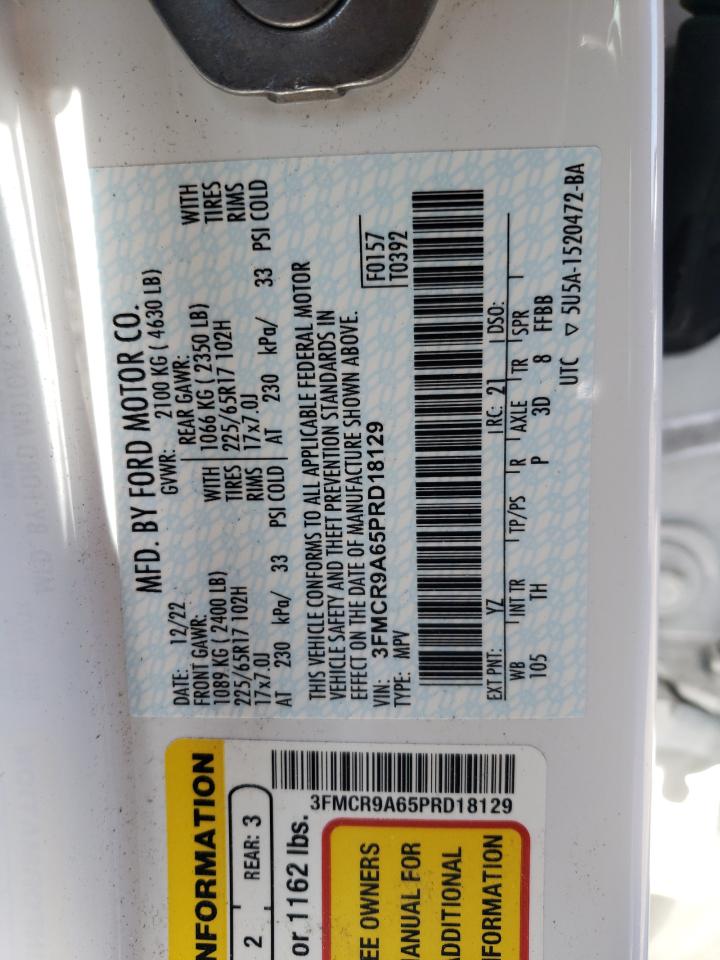 MFD. BY FORD MOTOR CO.
DATE: 12/22 GVWR: 2100 KG ( 4630 LB)
FRONT GAWR: REAR GAWR:
1089 KG ( 2400 LB) WITH 1066 KG ( 2350 LB) WITH
225/65R17 102H TIRES 225/65R17 102H TIRES
17x7.0J RIMS 17x7.0J RIMS
AT 230 kPa/ 33 PSI COLD AT 230 kPa/ 33 PSI COLD
THIS VEHICLE CONFORMS TO ALL APPLICABLE FEDERAL MOTOR
VEHICLE SAFETY AND THEFT PREVENTION STANDARDS IN
EFFECT ON THE DATE OF MANUFACTURE SHOWN ABOVE.
VIN: 3FMCR9A65PRD18129 F0157
TYPE: MPV T0392
EXT PNT: YZ RC: 21 DSO:
WB INT TR TP/PS R AXLE TR SPR
105 TH P 3D 8 FFBB
UTC ▽ 5U5A-1520472-BA
NFORMATION
2 REAR: 3
or 1162 lbs.
3FMCR9A65PRD18129
EE OWNERS
ANUAL FOR
ADDITIONAL
FORMATION